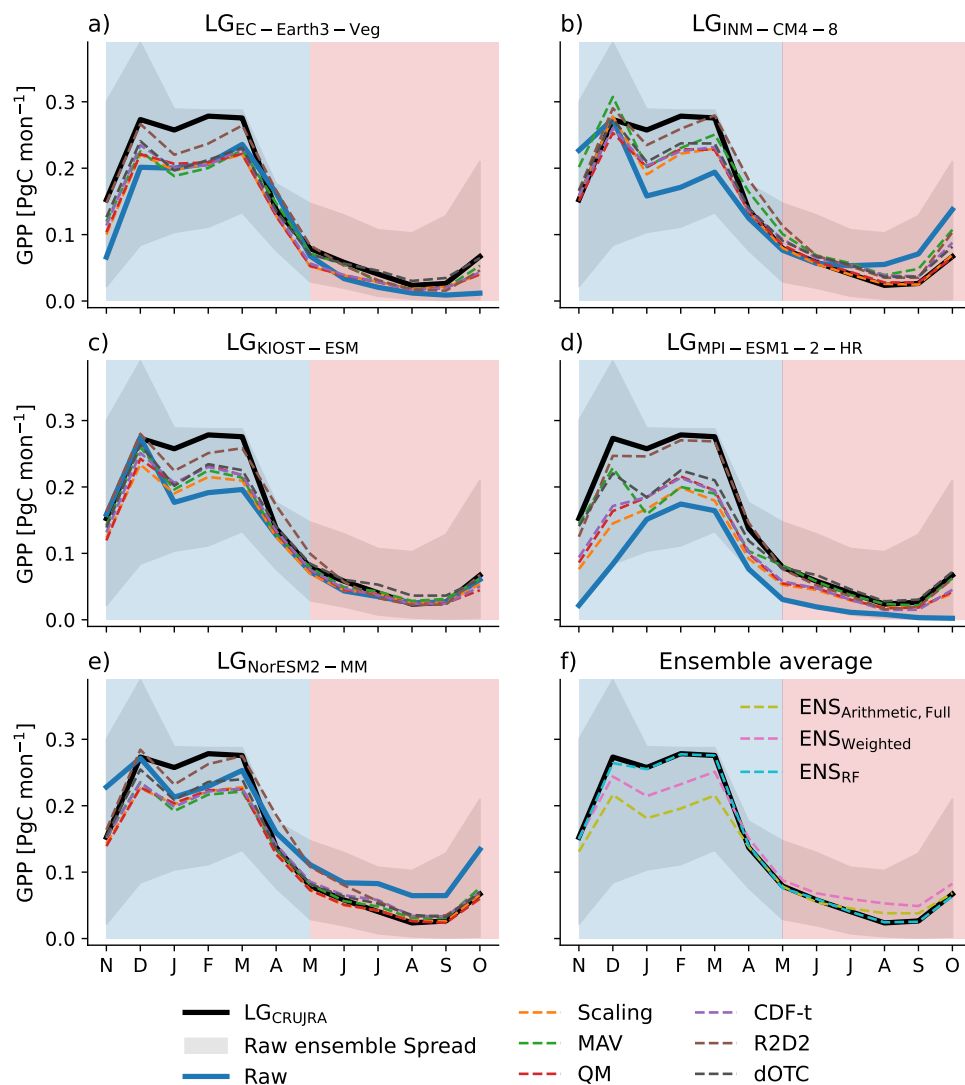 a) LG_EC−Earth3−Veg
b) LG_INM−CM4−8
GPP [PgC mon⁻¹]
0.3
0.2
0.1
0.0
c) LG_KIOST−ESM
d) LG_MPI−ESM1−2−HR
GPP [PgC mon⁻¹]
0.3
0.2
0.1
0.0
e) LG_NorESM2−MM
f) Ensemble average
GPP [PgC mon⁻¹]
0.3
0.2
0.1
0.0
ENS_Arithmetic, Full
ENS_Weighted
ENS_RF
N D J F M A M J J A S O
N D J F M A M J J A S O
LG_CRUJRA
Raw ensemble Spread
Raw
Scaling
MAV
QM
CDF-t
R2D2
dOTC